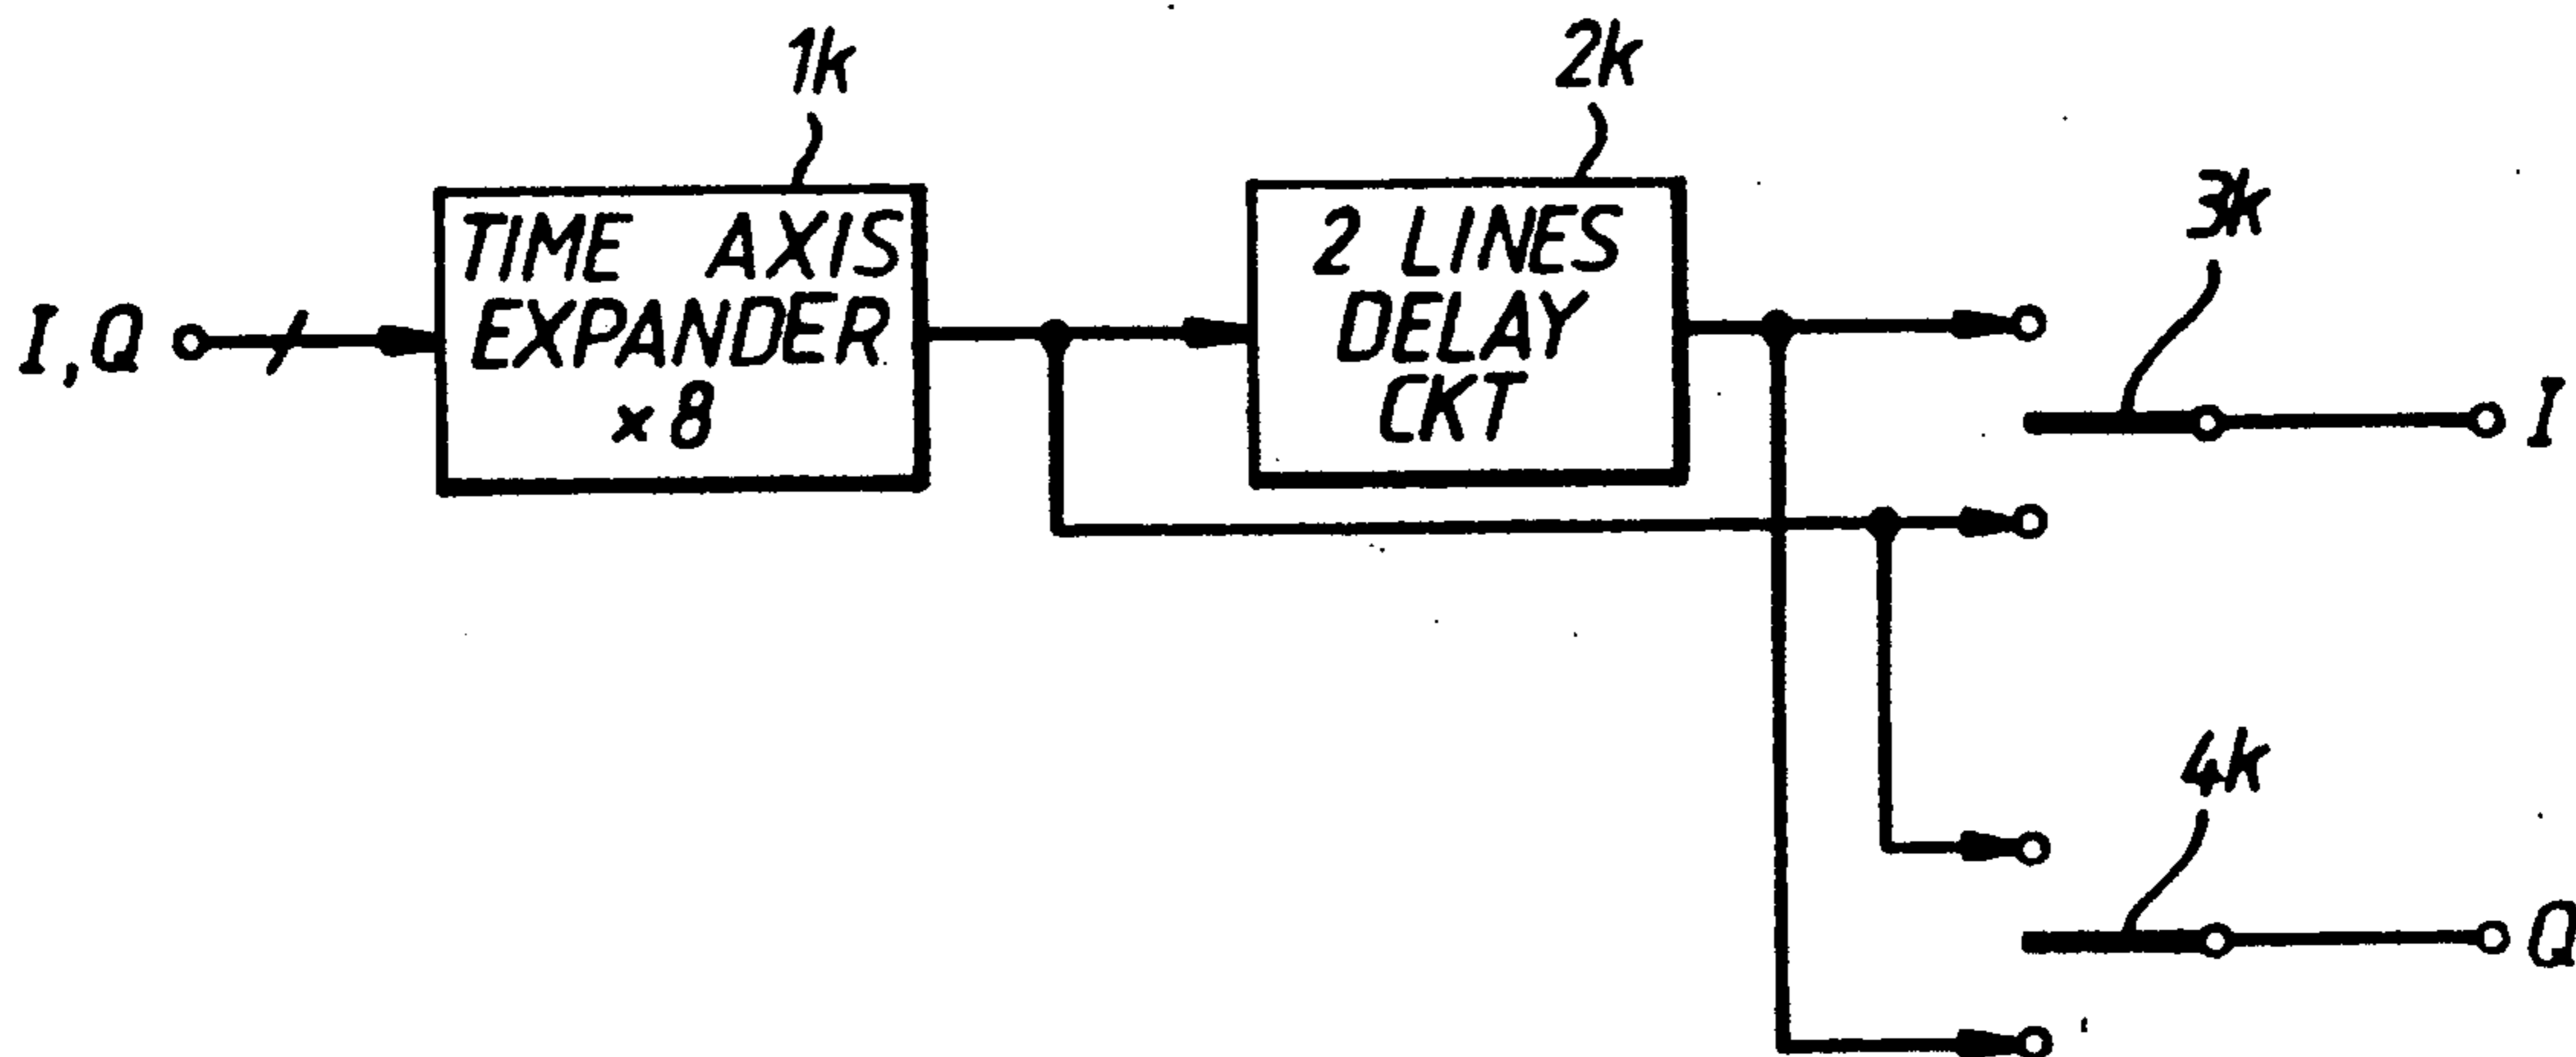 1k
2k
3k
I,Q
TIME AXIS
EXPANDER
×8
2 LINES
DELAY
CKT
I
4k
Q